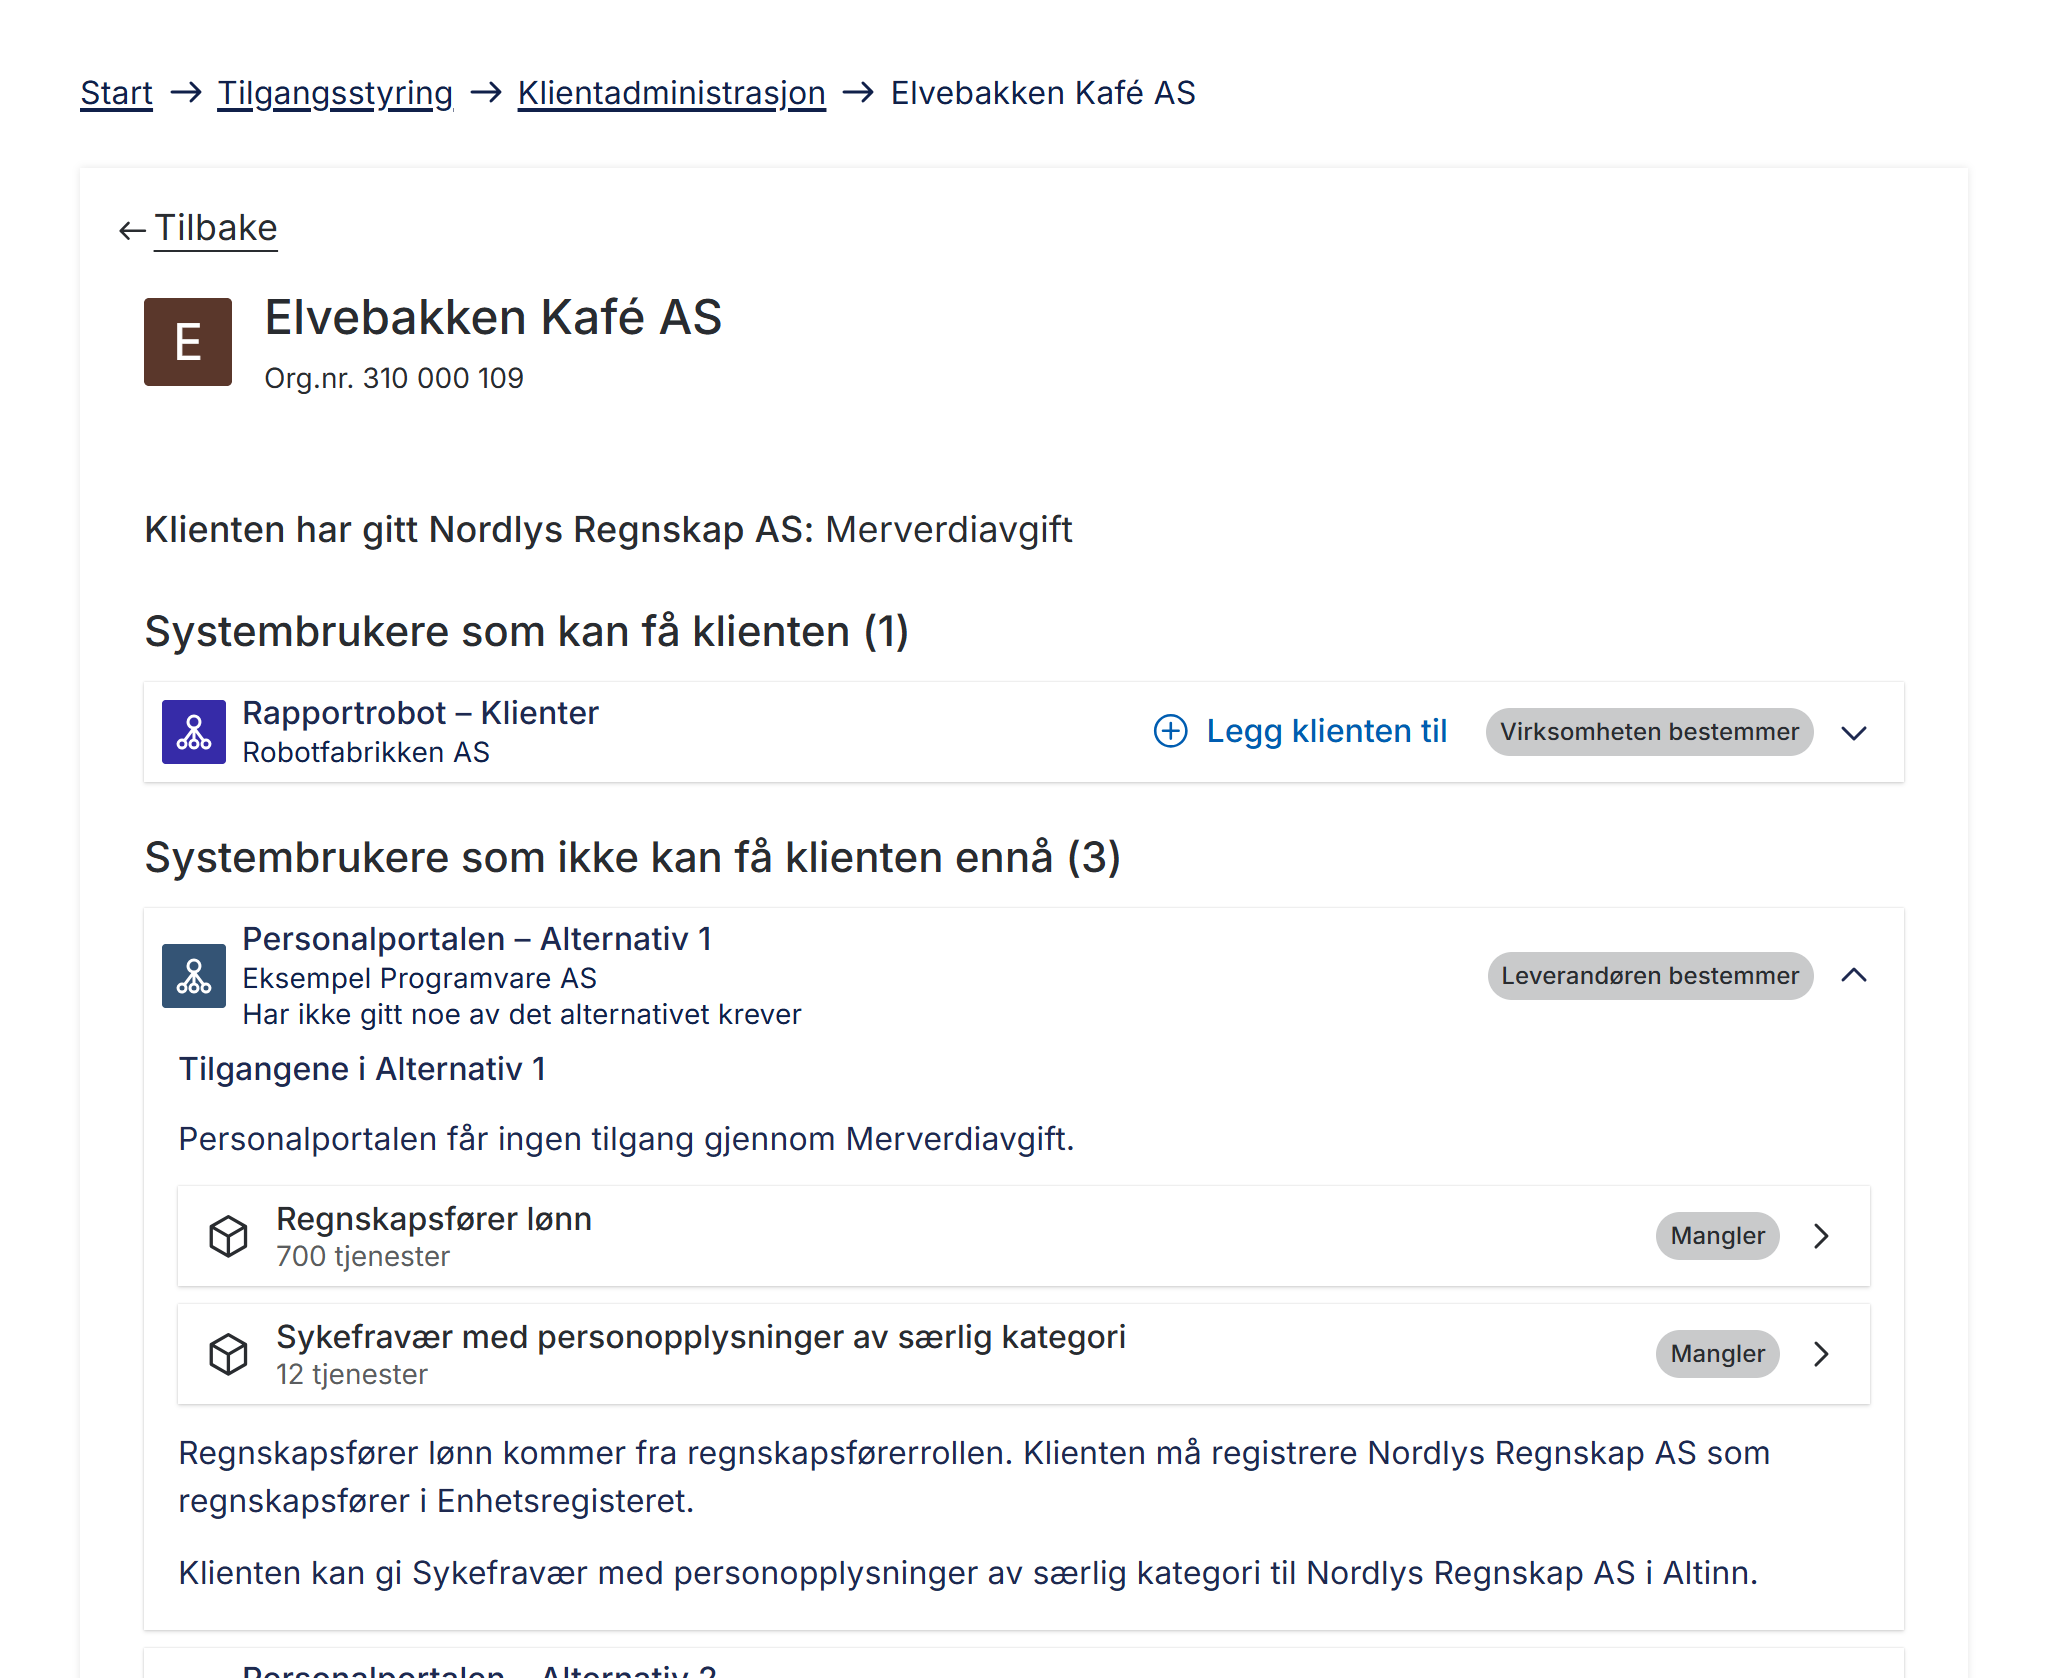 Start → Tilgangsstyring → Klientadministrasjon → Elvebakken Kafé AS
← Tilbake
E
Elvebakken Kafé AS
Org.nr. 310 000 109
Klienten har gitt Nordlys Regnskap AS: Merverdiavgift
Systembrukere som kan få klienten (1)
Rapportrobot – Klienter
Robotfabrikken AS
Legg klienten til
Virksomheten bestemmer
Systembrukere som ikke kan få klienten ennå (3)
Personalportalen – Alternativ 1
Eksempel Programvare AS
Har ikke gitt noe av det alternativet krever
Leverandøren bestemmer
Tilgangene i Alternativ 1
Personalportalen får ingen tilgang gjennom Merverdiavgift.
Regnskapsfører lønn
700 tjenester
Mangler
Sykefravær med personopplysninger av særlig kategori
12 tjenester
Mangler
Regnskapsfører lønn kommer fra regnskapsførerrollen. Klienten må registrere Nordlys Regnskap AS som
regnskapsfører i Enhetsregisteret.
Klienten kan gi Sykefravær med personopplysninger av særlig kategori til Nordlys Regnskap AS i Altinn.
Personalportalen – Alternativ 2